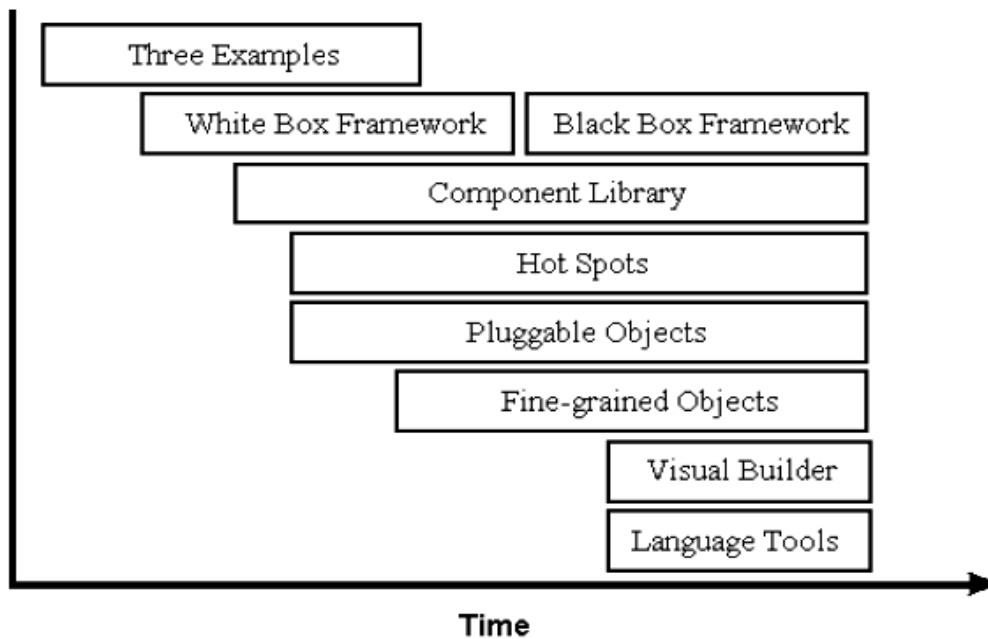 Three Examples
White Box Framework
Black Box Framework
Component Library
Hot Spots
Pluggable Objects
Fine-grained Objects
Visual Builder
Language Tools
Time